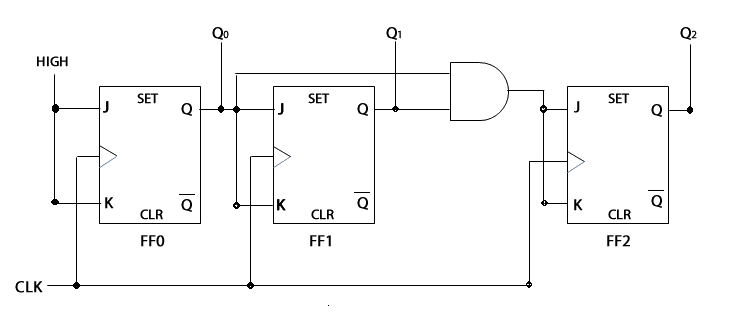 Q0
Q1
Q2
HIGH
J SET Q
J SET Q
J SET Q
K CLR Q̅
K CLR Q̅
K CLR Q̅
FF0
FF1
FF2
CLK